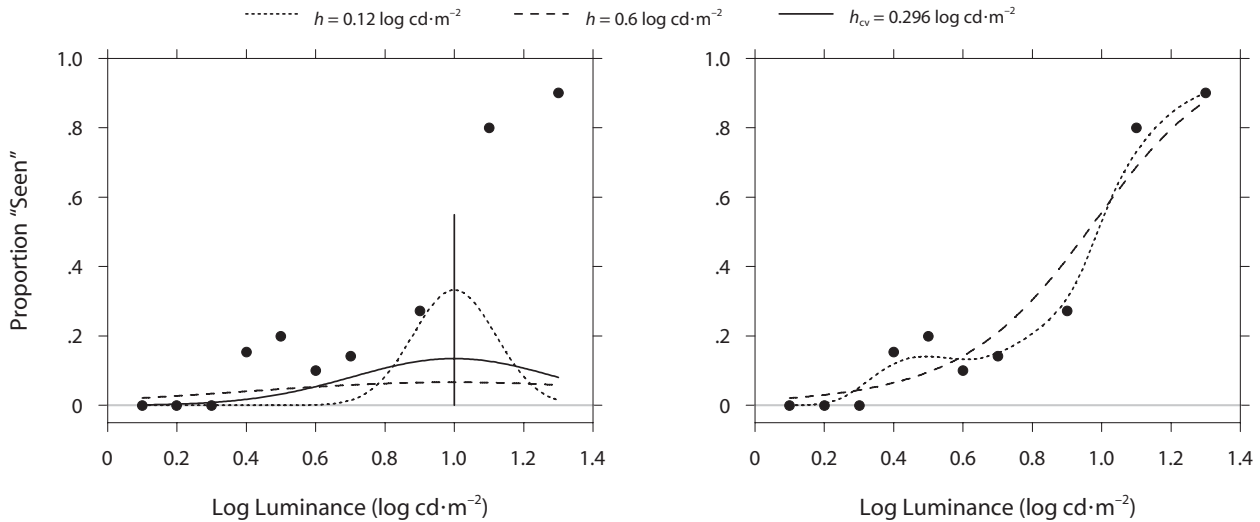 h = 0.12 log cd·m⁻² h = 0.6 log cd·m⁻² hcv = 0.296 log cd·m⁻²
Proportion “Seen”
1.0
.8
.6
.4
.2
0
0 0.2 0.4 0.6 0.8 1.0 1.2 1.4
Log Luminance (log cd·m⁻²)
1.0
.8
.6
.4
.2
0
0 0.2 0.4 0.6 0.8 1.0 1.2 1.4
Log Luminance (log cd·m⁻²)